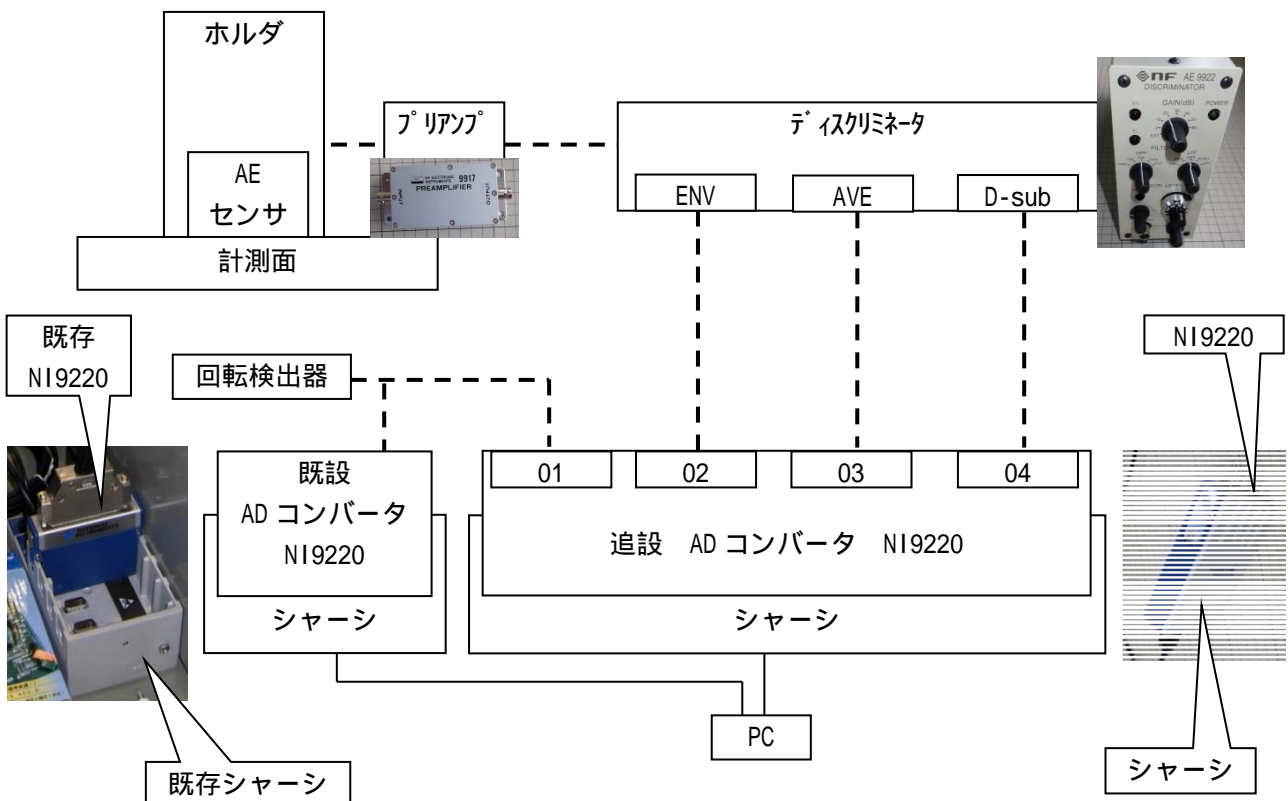 ホルダ
AE
センサ
計測面
プリアンプ
NF ELECTRONIC INSTRUMENTS 9917
PREAMPLIFIER
INPUT
OUTPUT
ディスクリミネータ
ENV
AVE
D-sub
NF AE 9922
DISCRIMINATOR
GAIN(dB)
POWER
既存
NI9220
回転検出器
NI9220
既設
AD コンバータ
NI9220
シャーシ
01
02
03
04
追設 AD コンバータ NI9220
シャーシ
PC
既存シャーシ
シャーシ